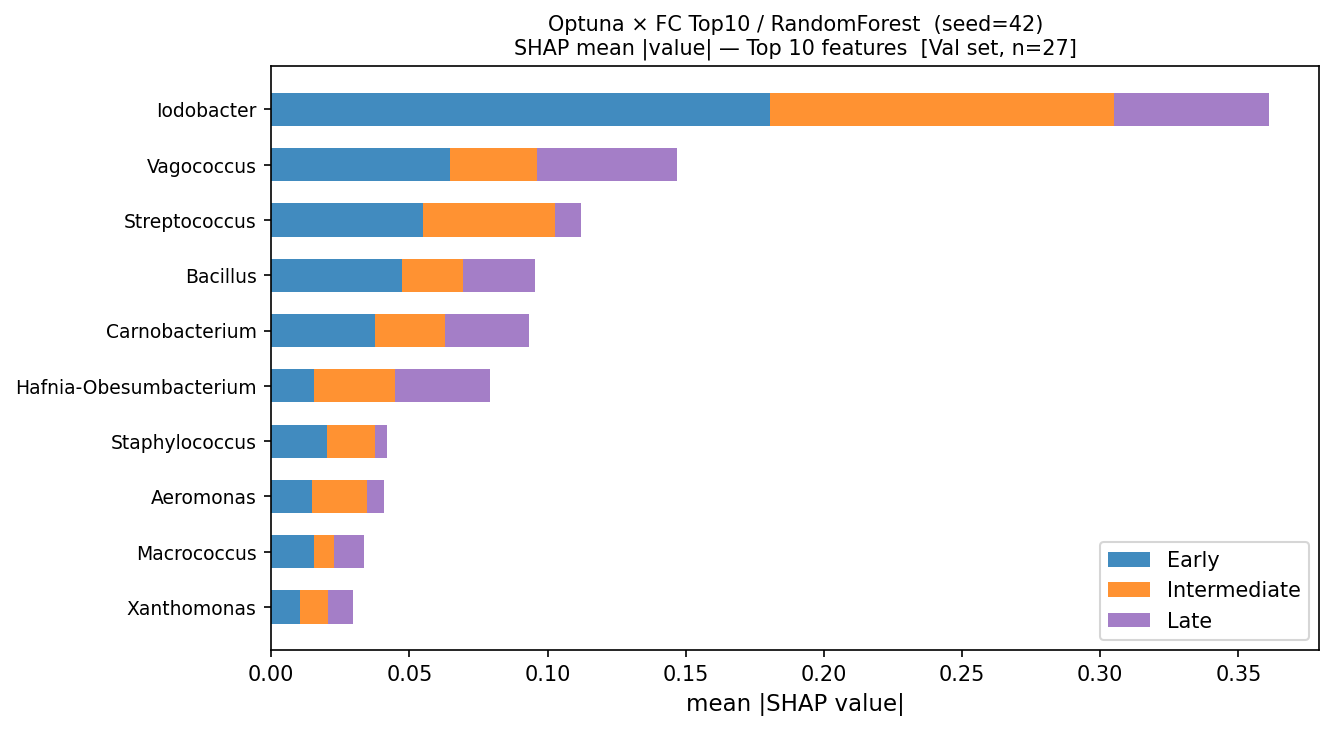 Optuna × FC Top10 / RandomForest  (seed=42)
SHAP mean |value| — Top 10 features  [Val set, n=27]
Iodobacter
Vagococcus
Streptococcus
Bacillus
Carnobacterium
Hafnia-Obesumbacterium
Staphylococcus
Aeromonas
Macrococcus
Xanthomonas
Early
Intermediate
Late
0.00 0.05 0.10 0.15 0.20 0.25 0.30 0.35
mean |SHAP value|